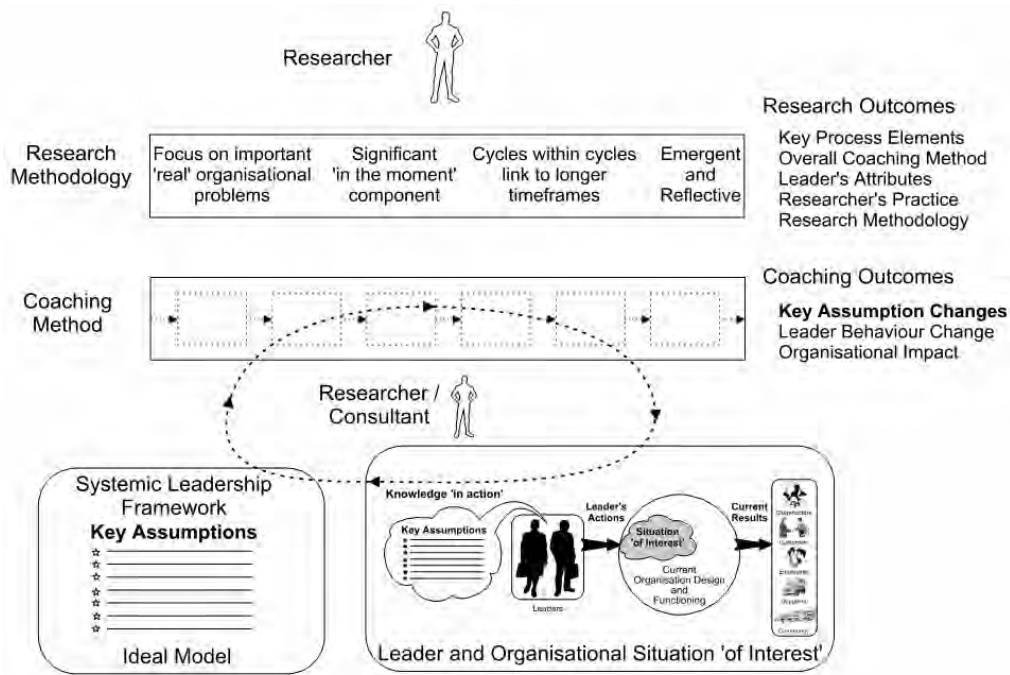 Researcher
Research Outcomes
Research
Methodology
Focus on important
'real' organisational
problems
Significant
'in the moment'
component
Cycles within cycles
link to longer
timeframes
Emergent
and
Reflective
Key Process Elements
Overall Coaching Method
Leader's Attributes
Researcher's Practice
Research Methodology
Coaching
Method
Coaching Outcomes
Key Assumption Changes
Leader Behaviour Change
Organisational Impact
Researcher /
Consultant
Systemic Leadership
Framework
Key Assumptions
Ideal Model
Knowledge 'in action'
Key Assumptions
Leaders
Leader's
Actions
Situation
'of Interest'
Current
Organisation Design
and
Functioning
Current
Results
Leader and Organisational Situation 'of Interest'